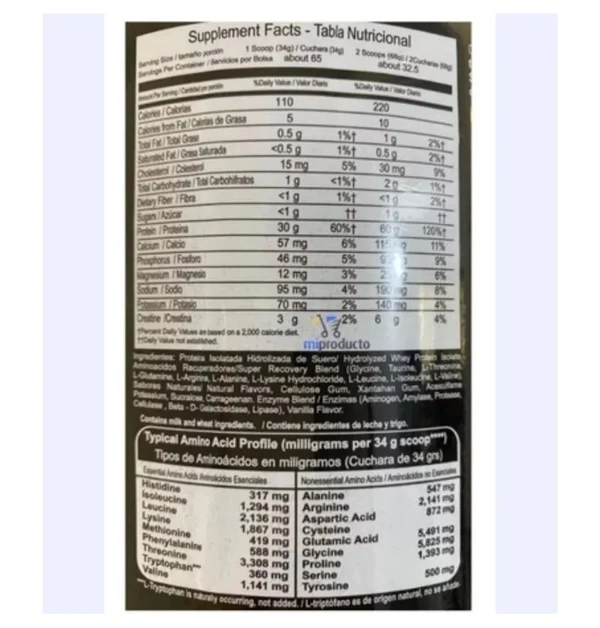 Supplement Facts - Tabla Nutricional
Serving Size / tamaño porción 1 Scoop (34g) / Cuchara (34g) 2 Scoops (68g) / 2Cucharas (68g)
Servings Per Container / Servicios por Bolsa about 65 about 32.5
Amount Per Serving / Cantidad por porción %Daily Value / Valor Diario %Daily Value / Valor Diario
Calories / Calorías 110 220
Calories from Fat / Calorías de Grasa 5 10
Total Fat / Total Grasa 0.5 g 1%† 1 g 2%†
Saturated Fat / Grasa Saturada <0.5 g 1%† 0.5 g 2%†
Cholesterol / Colesterol 15 mg 5% 30 mg 9%
Total Carbohydrate / Total Carbohidratos 1 g <1%† 2 g 1%†
Dietary Fiber / Fibra <1 g 1%† <1 g 2%†
Sugars / Azúcar <1 g †† 1 g ††
Protein / Proteina 30 g 60%† 60 g 120%†
Calcium / Calcio 57 mg 6% 11%
Phosphorus / Fosforo 46 mg 5% 9%
Magnesium / Magnesio 12 mg 3% 6%
Sodium / Sodio 95 mg 4% 190 mg 8%
Potassium / Potasio 70 mg 2% 140 mg 4%
Creatine / Creatina 3 g 2% 6 g 4%
†Percent Daily Values are based on a 2,000 calorie diet.
††Daily Value not established.
miproducto
Ingredientes: Proteina Isolatada Hidrolizada de Suero/ Hydrolyzed Whey Protein Isolate
Aminoacidos Recuperadores/Super Recovery Blend (Glycine, Taurine, L-Threonine,
L-Glutamine, L-Arginine, L-Alanine, L-Lysine Hydrochloride, L-Leucine, L-Isoleucine, L-Valine)
Sabores Naturales/ Natural Flavors, Cellulose Gum, Xantahan Gum, Acesulfame
Potassium, Sucralose, Carrageenan. Enzyme Blend / Enzimas (Aminogen, Amylase, Protease,
Cellulase, Beta - D- Galactosidase, Lipase), Vanilla Flavor.
Contains milk and wheat ingredients. / Contiene ingredientes de leche y trigo.
Typical Amino Acid Profile (milligrams per 34 g scoop****)
Tipos de Aminoácidos en miligramos (Cuchara de 34 grs)
Essential Amino Acids Aminoácidos Esenciales Nonessential Amino Acids / Aminoácidos no Esenciales
Histidine 317 mg Alanine 547 mg
Isoleucine 1,294 mg Arginine 2,141 mg
Leucine 2,136 mg Aspartic Acid 872 mg
Lysine 1,867 mg Cysteine
Methionine 419 mg Glutamic Acid 5,491 mg
Phenylalanine 588 mg Glycine 5,825 mg
Threonine 3,308 mg Proline 1,393 mg
Tryptophan** 360 mg Serine
Valine 1,141 mg Tyrosine 500 mg
**L-Tryptophan is naturaly occurring, not added. / L-triptófano es de origen natural, no se añade